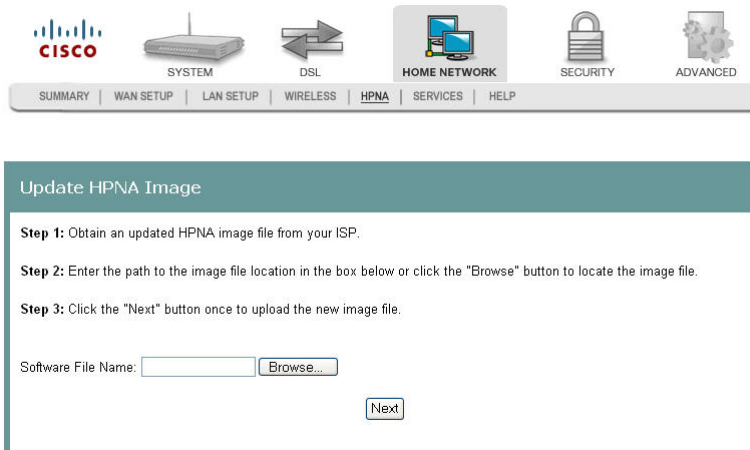 CISCO
SYSTEM
DSL
HOME NETWORK
SECURITY
ADVANCED
SUMMARY | WAN SETUP | LAN SETUP | WIRELESS | HPNA | SERVICES | HELP
Update HPNA Image
Step 1: Obtain an updated HPNA image file from your ISP.
Step 2: Enter the path to the image file location in the box below or click the "Browse" button to locate the image file.
Step 3: Click the "Next" button once to upload the new image file.
Software File Name: Browse...
Next